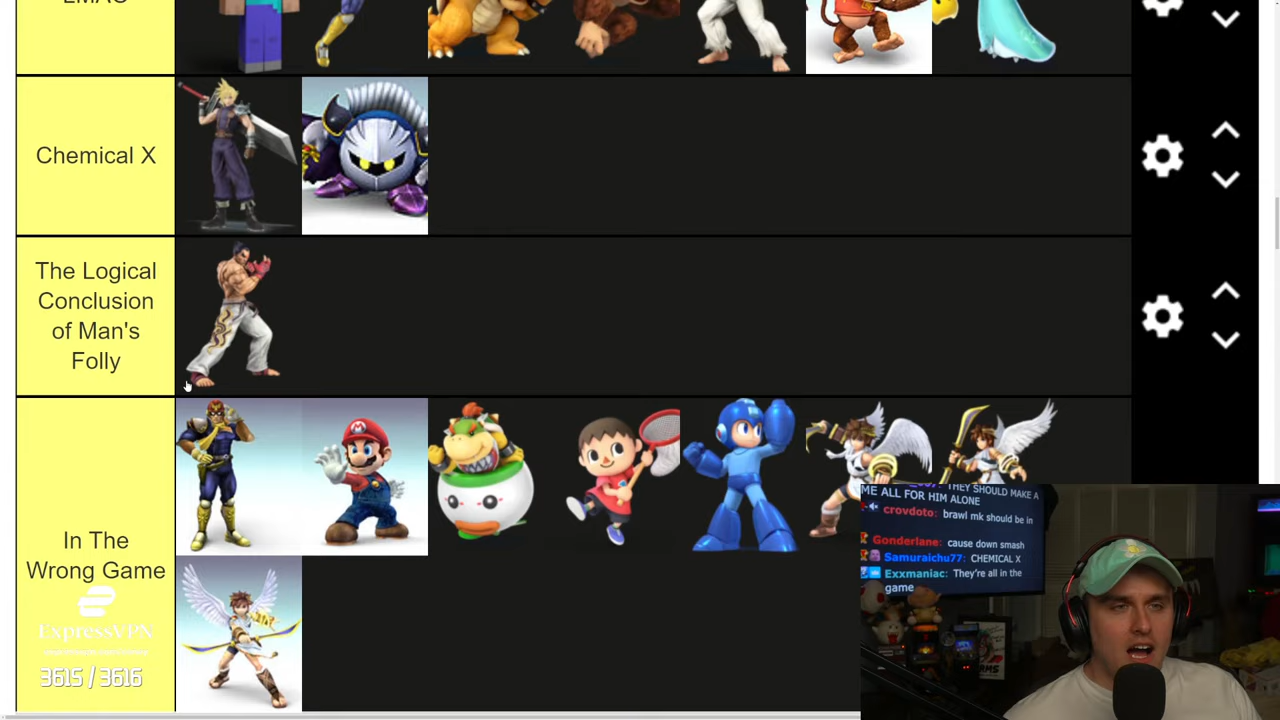 LMAO
Chemical X
The Logical
Conclusion
of Man's
Folly
In The
Wrong Game
ExpressVPN
3615 / 3616
THEY SHOULD MAKE A
ME ALL FOR HIM ALONE
crovdoto: brawl mk should be in
Gonderlane: cause down smash
Samuraichu77: CHEMICAL X
Exxmaniac: They're all in the
game